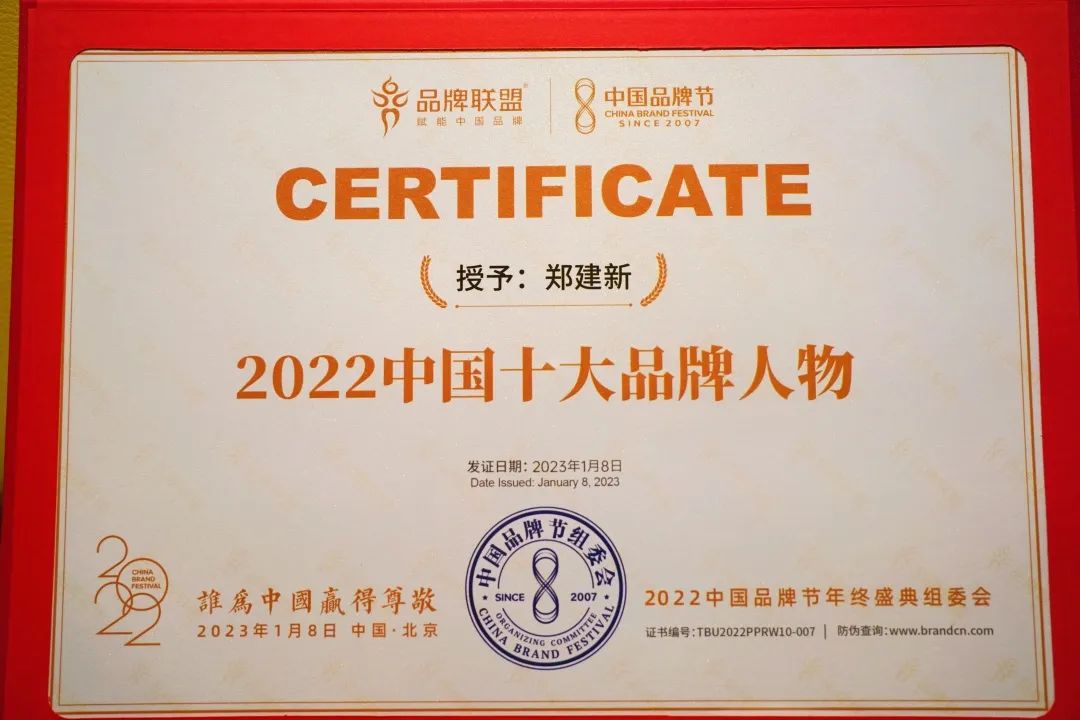 品牌联盟®
赋能中国品牌
中国品牌节
CHINA BRAND FESTIVAL
SINCE 2007
CERTIFICATE
授予：郑建新
2022中国十大品牌人物
发证日期：2023年1月8日
Date Issued: January 8, 2023
2022
CHINA
BRAND
FESTIVAL
誰為中國贏得尊敬
2023年1月8日 中国·北京
中国品牌节组委会
SINCE 2007
ORGANIZING COMMITTEE
CHINA BRAND FESTIVAL
2022中国品牌节年终盛典组委会
证书编号：TBU2022PPRW10-007 | 防伪查询：www.brandcn.com